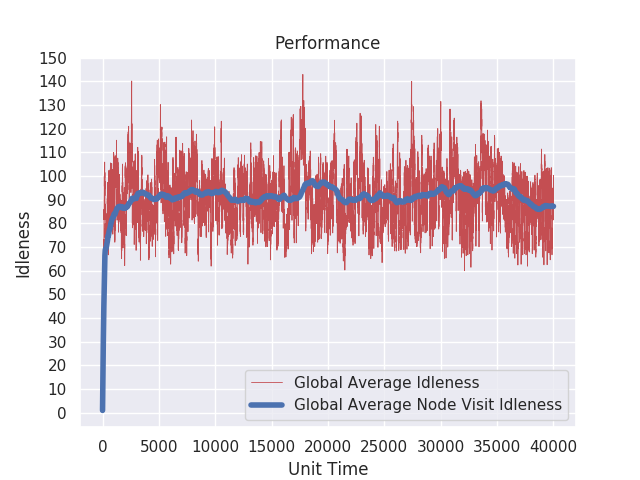 Performance
150
140
130
120
110
100
90
80
70
60
50
40
30
20
10
0
Idleness
Global Average Idleness
Global Average Node Visit Idleness
0 5000 10000 15000 20000 25000 30000 35000 40000
Unit Time